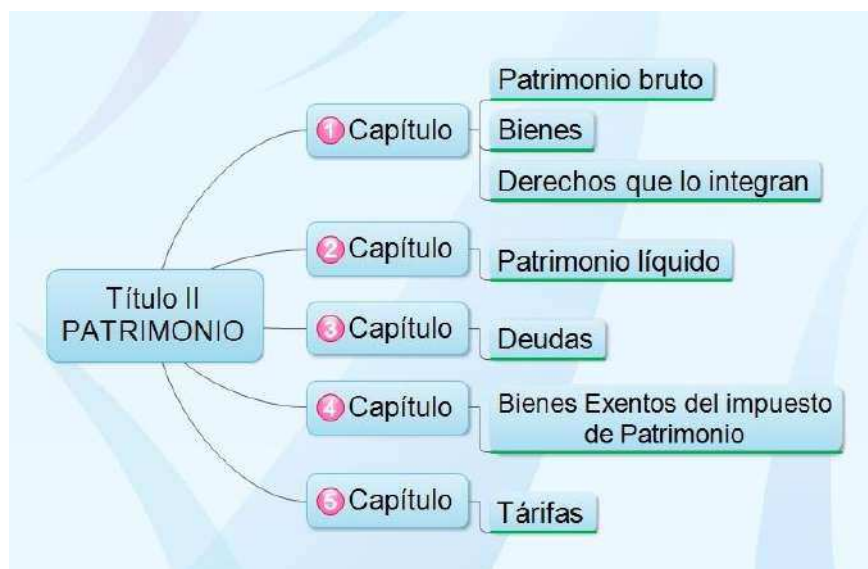 Título II
PATRIMONIO
1 Capítulo
Patrimonio bruto
Bienes
Derechos que lo integran
2 Capítulo
Patrimonio líquido
3 Capítulo
Deudas
4 Capítulo
Bienes Exentos del impuesto
de Patrimonio
5 Capítulo
Tárifas